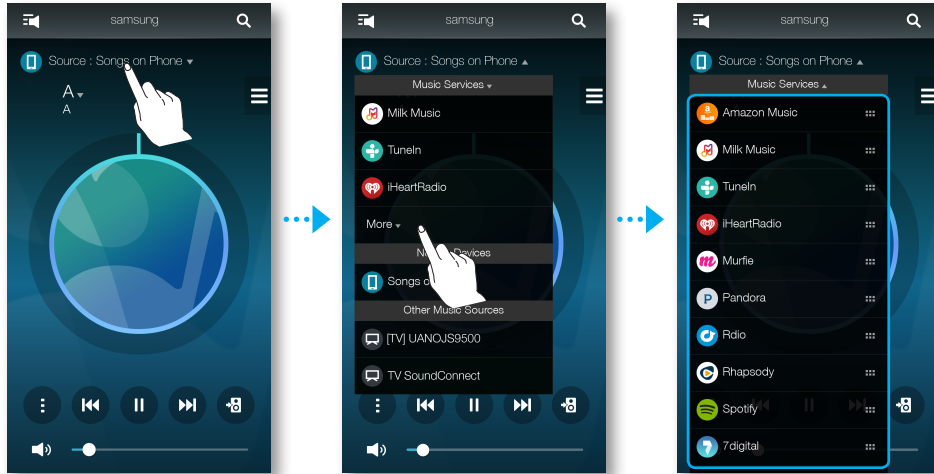 samsung
Source : Songs on Phone
A
A
samsung
Source : Songs on Phone
Music Services
Milk Music
TuneIn
iHeartRadio
More
Devices
Songs
Other Music Sources
[TV] UANOJS9500
TV SoundConnect
samsung
Source : Songs on Phone
Music Services
Amazon Music
Milk Music
TuneIn
iHeartRadio
Murfie
P Pandora
Rdio
Rhapsody
Spotify
7digital